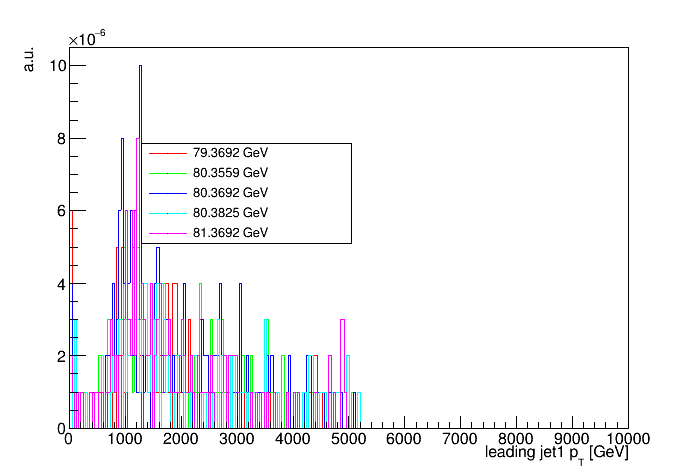 ×10⁻⁶
a.u.
10
8
6
4
2
0
79.3692 GeV
80.3559 GeV
80.3692 GeV
80.3825 GeV
81.3692 GeV
0 1000 2000 3000 4000 5000 6000 7000 8000 9000 10000
leading jet1 p_T [GeV]